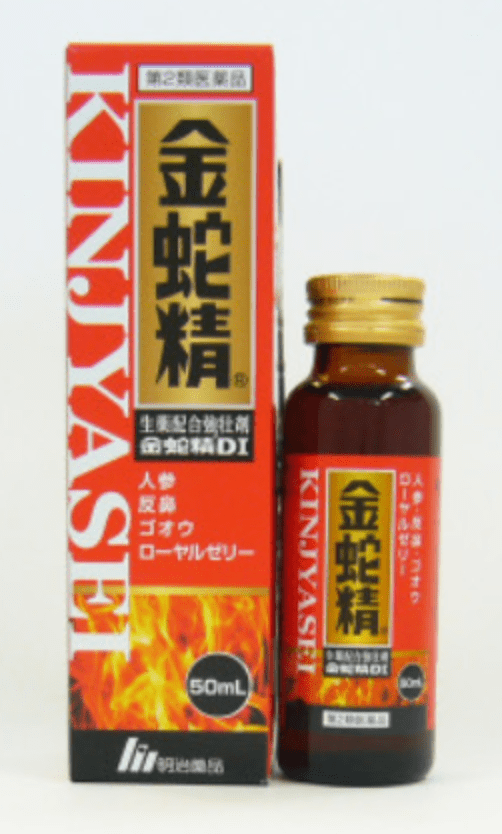 第2類医薬品
KINJYASEI
金蛇精®
生薬配合強壮剤
金蛇精DI
人参
反鼻
ゴオウ
ローヤルゼリー
50mL
明治薬品
人参・反鼻・ゴオウ
ローヤルゼリー
KINJYASEI
金蛇精®
生薬配合強壮剤
金蛇精DI
50mL
第2類医薬品